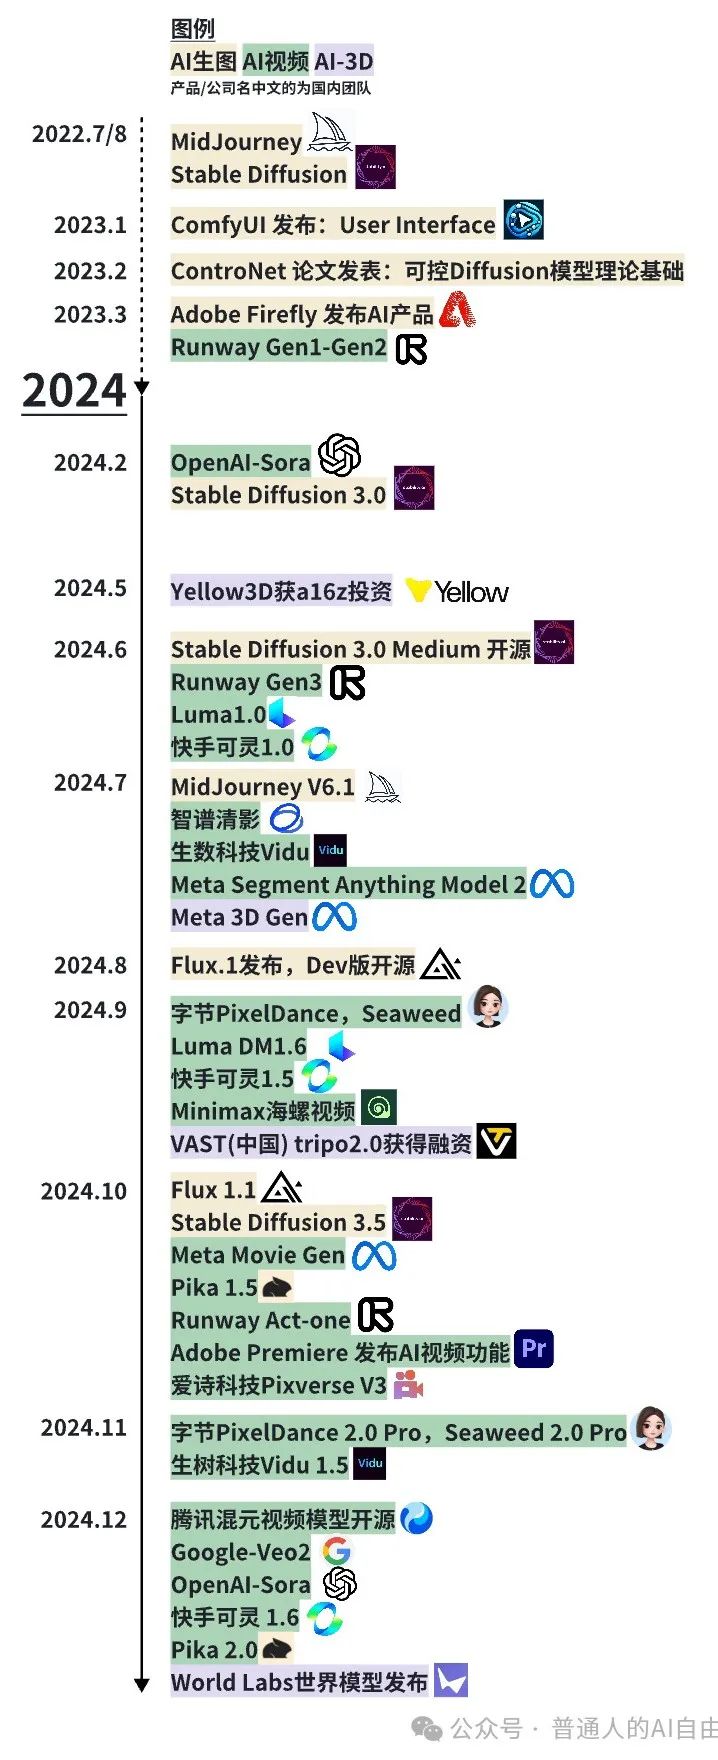 图例
AI生图 AI视频 AI-3D
产品/公司名中文的为国内团队
2022.7/8
MidJourney
Stable Diffusion
2023.1
ComfyUI 发布：User Interface
2023.2
ControNet 论文发表：可控Diffusion模型理论基础
2023.3
Adobe Firefly 发布AI产品
Runway Gen1-Gen2
2024
2024.2
OpenAI-Sora
Stable Diffusion 3.0
2024.5
Yellow3D获a16z投资 Yellow
2024.6
Stable Diffusion 3.0 Medium 开源
Runway Gen3
Luma1.0
快手可灵1.0
2024.7
MidJourney V6.1
智谱清影
生数科技Vidu Vidu
Meta Segment Anything Model 2
Meta 3D Gen
2024.8
Flux.1发布，Dev版开源
2024.9
字节PixelDance，Seaweed
Luma DM1.6
快手可灵1.5
Minimax海螺视频
VAST(中国) tripo2.0获得融资
2024.10
Flux 1.1
Stable Diffusion 3.5
Meta Movie Gen
Pika 1.5
Runway Act-one
Adobe Premiere 发布AI视频功能 Pr
爱诗科技Pixverse V3
2024.11
字节PixelDance 2.0 Pro，Seaweed 2.0 Pro
生树科技Vidu 1.5 Vidu
2024.12
腾讯混元视频模型开源
Google-Veo2
OpenAI-Sora
快手可灵 1.6
Pika 2.0
World Labs世界模型发布
公众号 · 普通人的AI自由